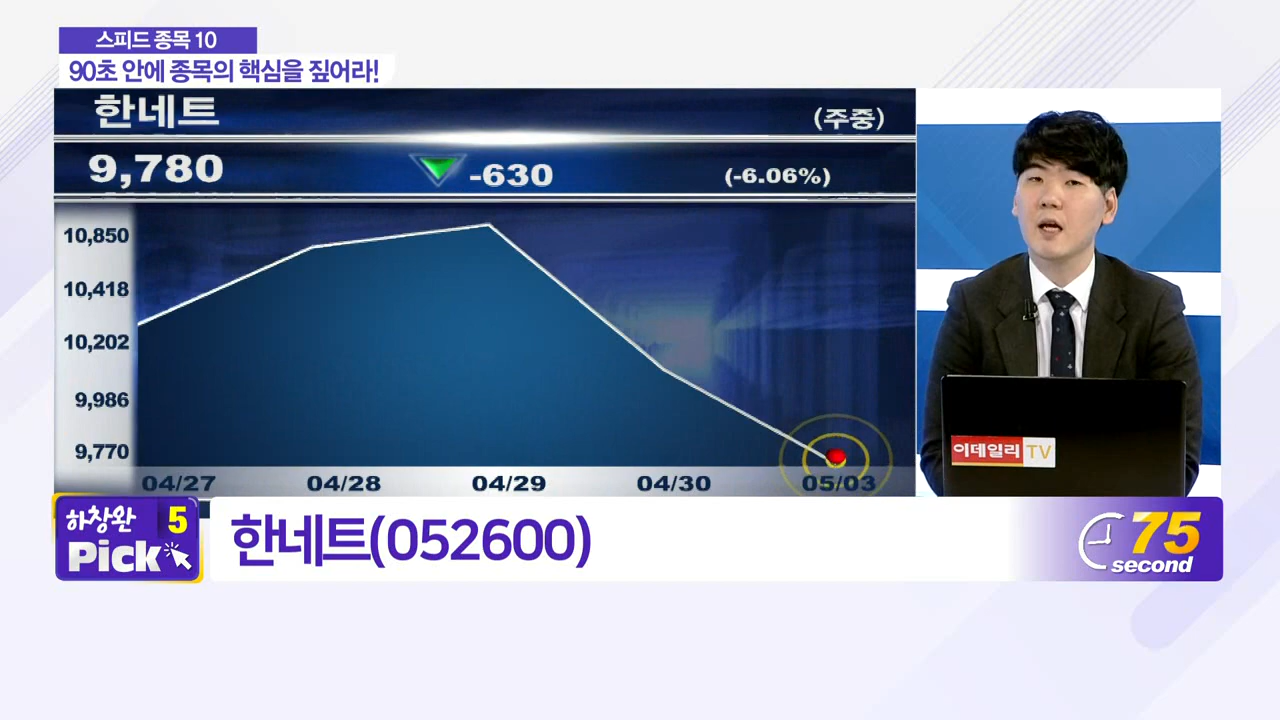 스피드 종목 10
90초 안에 종목의 핵심을 짚어라!
한네트
(주중)
9,780
-630
(-6.06%)
10,850
10,418
10,202
9,986
9,770
04/27
04/28
04/29
04/30
05/03
이데일리 TV
하창완 5
Pick
한네트(052600)
75
second